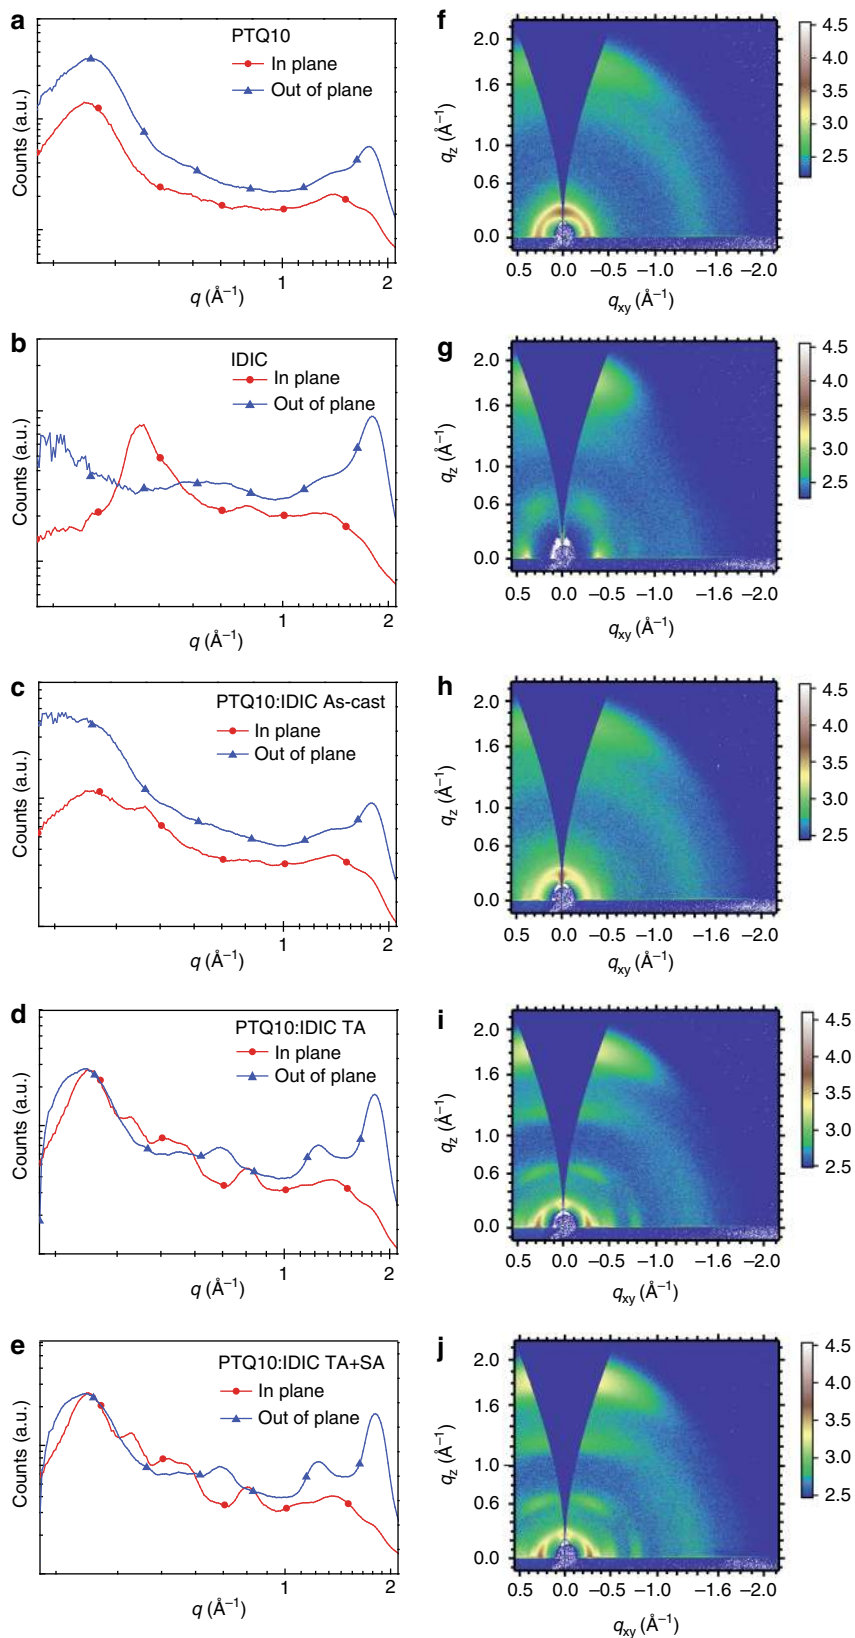 a
PTQ10
In plane
Out of plane
Counts (a.u.)
1
2
q (Å⁻¹)
f
2.0
1.6
1.0
0.6
0.0
qz (Å⁻¹)
0.5 0.0 −0.5 −1.0 −1.6 −2.0
qxy (Å⁻¹)
4.5
4.0
3.5
3.0
2.5
b
IDIC
In plane
Out of plane
Counts (a.u.)
1
2
q (Å⁻¹)
g
2.0
1.6
1.0
0.6
0.0
qz (Å⁻¹)
0.5 0.0 −0.5 −1.0 −1.6 −2.0
qxy (Å⁻¹)
4.5
4.0
3.5
3.0
2.5
c
PTQ10:IDIC As-cast
In plane
Out of plane
Counts (a.u.)
1
2
q (Å⁻¹)
h
2.0
1.6
1.0
0.6
0.0
qz (Å⁻¹)
0.5 0.0 −0.5 −1.0 −1.6 −2.0
qxy (Å⁻¹)
4.5
4.0
3.5
3.0
2.5
d
PTQ10:IDIC TA
In plane
Out of plane
Counts (a.u.)
1
2
q (Å⁻¹)
i
2.0
1.6
1.0
0.6
0.0
qz (Å⁻¹)
0.5 0.0 −0.5 −1.0 −1.6 −2.0
qxy (Å⁻¹)
4.5
4.0
3.5
3.0
2.5
e
PTQ10:IDIC TA+SA
In plane
Out of plane
Counts (a.u.)
1
2
q (Å⁻¹)
j
2.0
1.6
1.0
0.6
0.0
qz (Å⁻¹)
0.5 0.0 −0.5 −1.0 −1.6 −2.0
qxy (Å⁻¹)
4.5
4.0
3.5
3.0
2.5